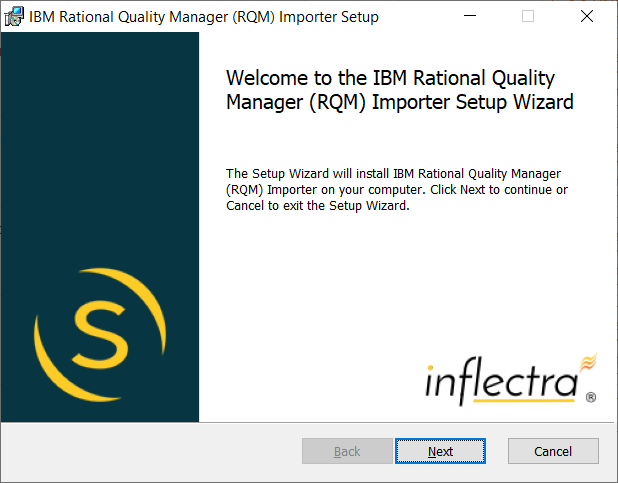 IBM Rational Quality Manager (RQM) Importer Setup
Welcome to the IBM Rational Quality
Manager (RQM) Importer Setup Wizard
The Setup Wizard will install IBM Rational Quality Manager
(RQM) Importer on your computer. Click Next to continue or
Cancel to exit the Setup Wizard.
S
inflectra®
Back
Next
Cancel